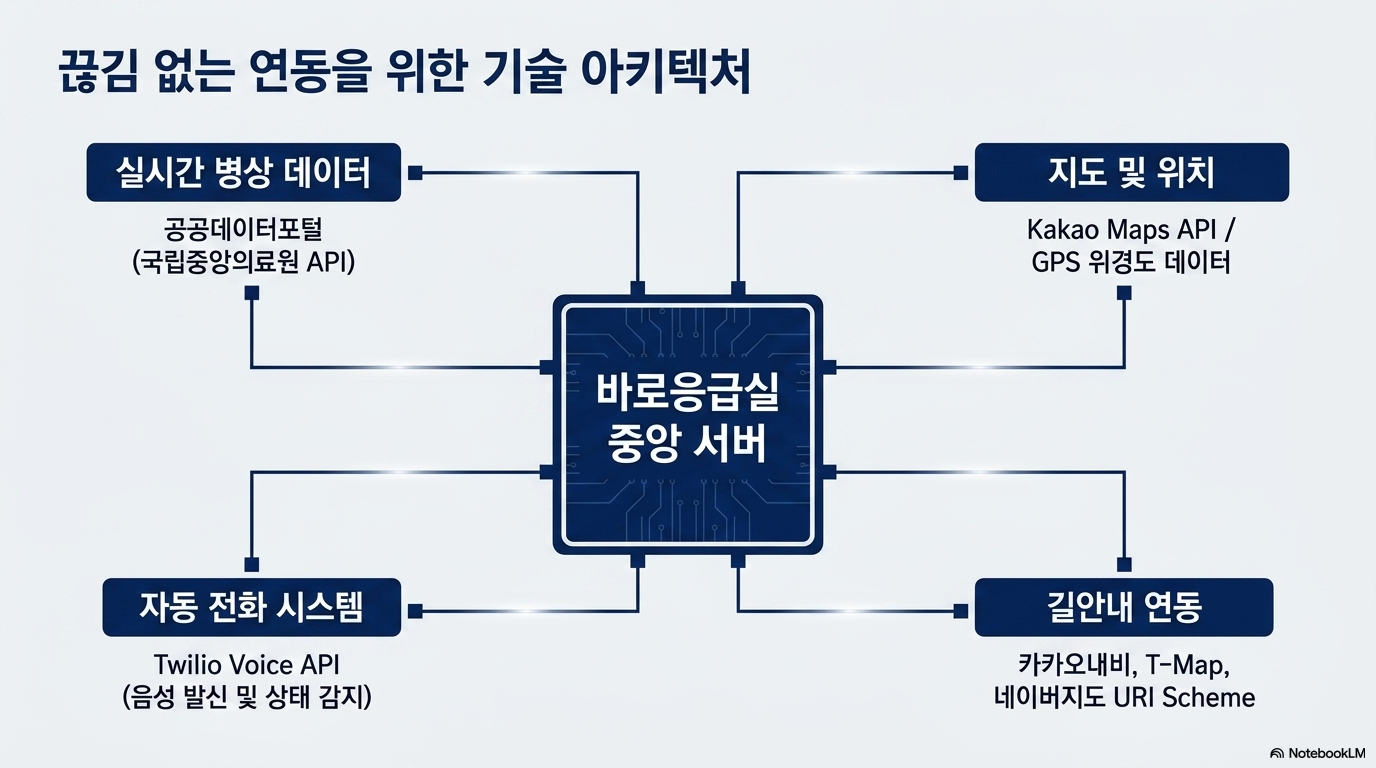 끊김 없는 연동을 위한 기술 아키텍처
실시간 병상 데이터
공공데이터포털
(국립중앙의료원 API)
지도 및 위치
Kakao Maps API /
GPS 위경도 데이터
바로응급실
중앙 서버
자동 전화 시스템
Twilio Voice API
(음성 발신 및 상태 감지)
길안내 연동
카카오내비, T-Map,
네이버지도 URI Scheme
NotebookLM